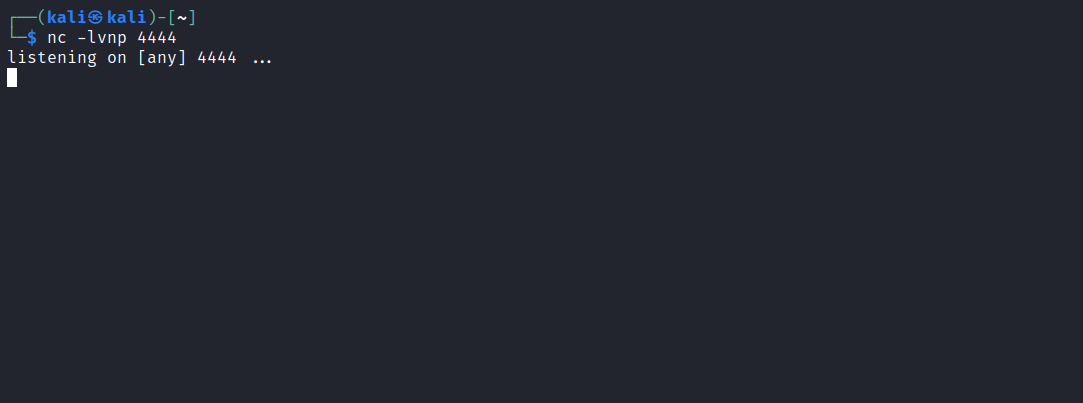 ┌──(kali㉿kali)-[~]
└─$ nc -lvnp 4444
listening on [any] 4444 ...